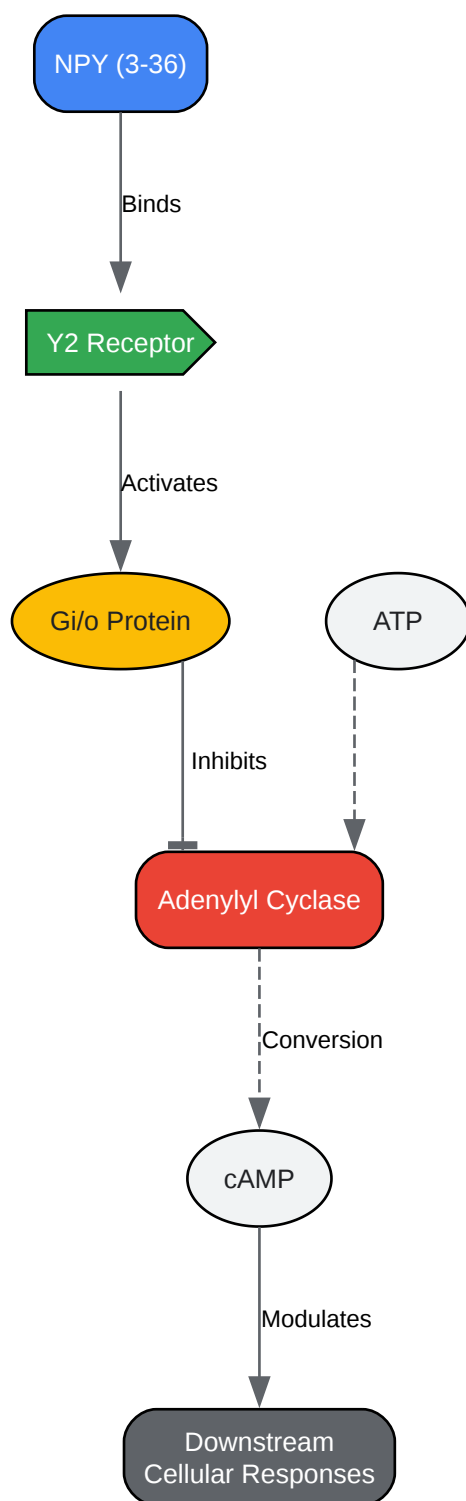 NPY (3-36)
Binds
Y2 Receptor
Activates
Gi/o Protein
ATP
Inhibits
Adenylyl Cyclase
Conversion
cAMP
Modulates
Downstream
Cellular Responses